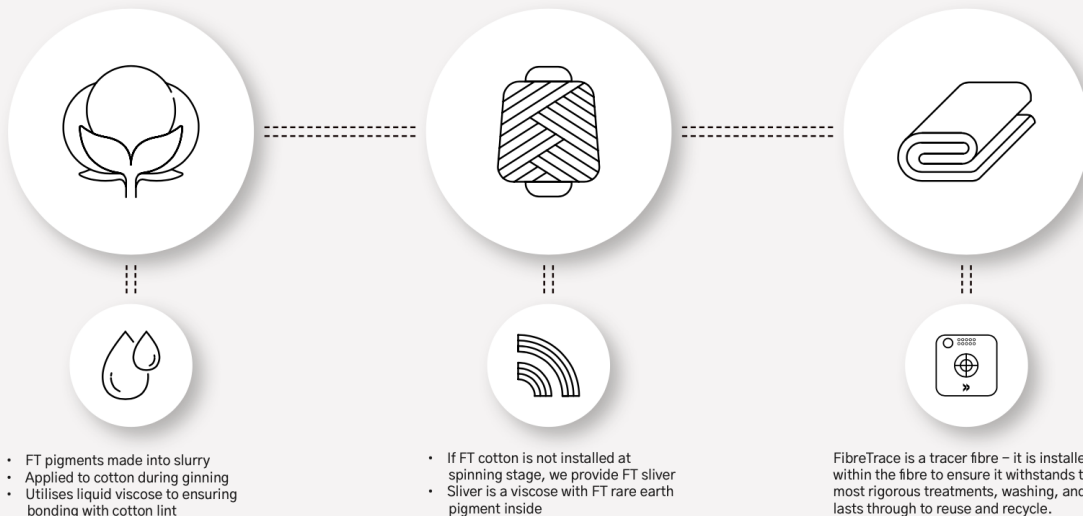 • FT pigments made into slurry
• Applied to cotton during ginning
• Utilises liquid viscose to ensuring
bonding with cotton lint
• If FT cotton is not installed at
spinning stage, we provide FT sliver
• Sliver is a viscose with FT rare earth
pigment inside
FibreTrace is a tracer fibre – it is
within the fibre to ensure it withstands
most rigorous treatments, washing, and
lasts through to reuse and recycle.